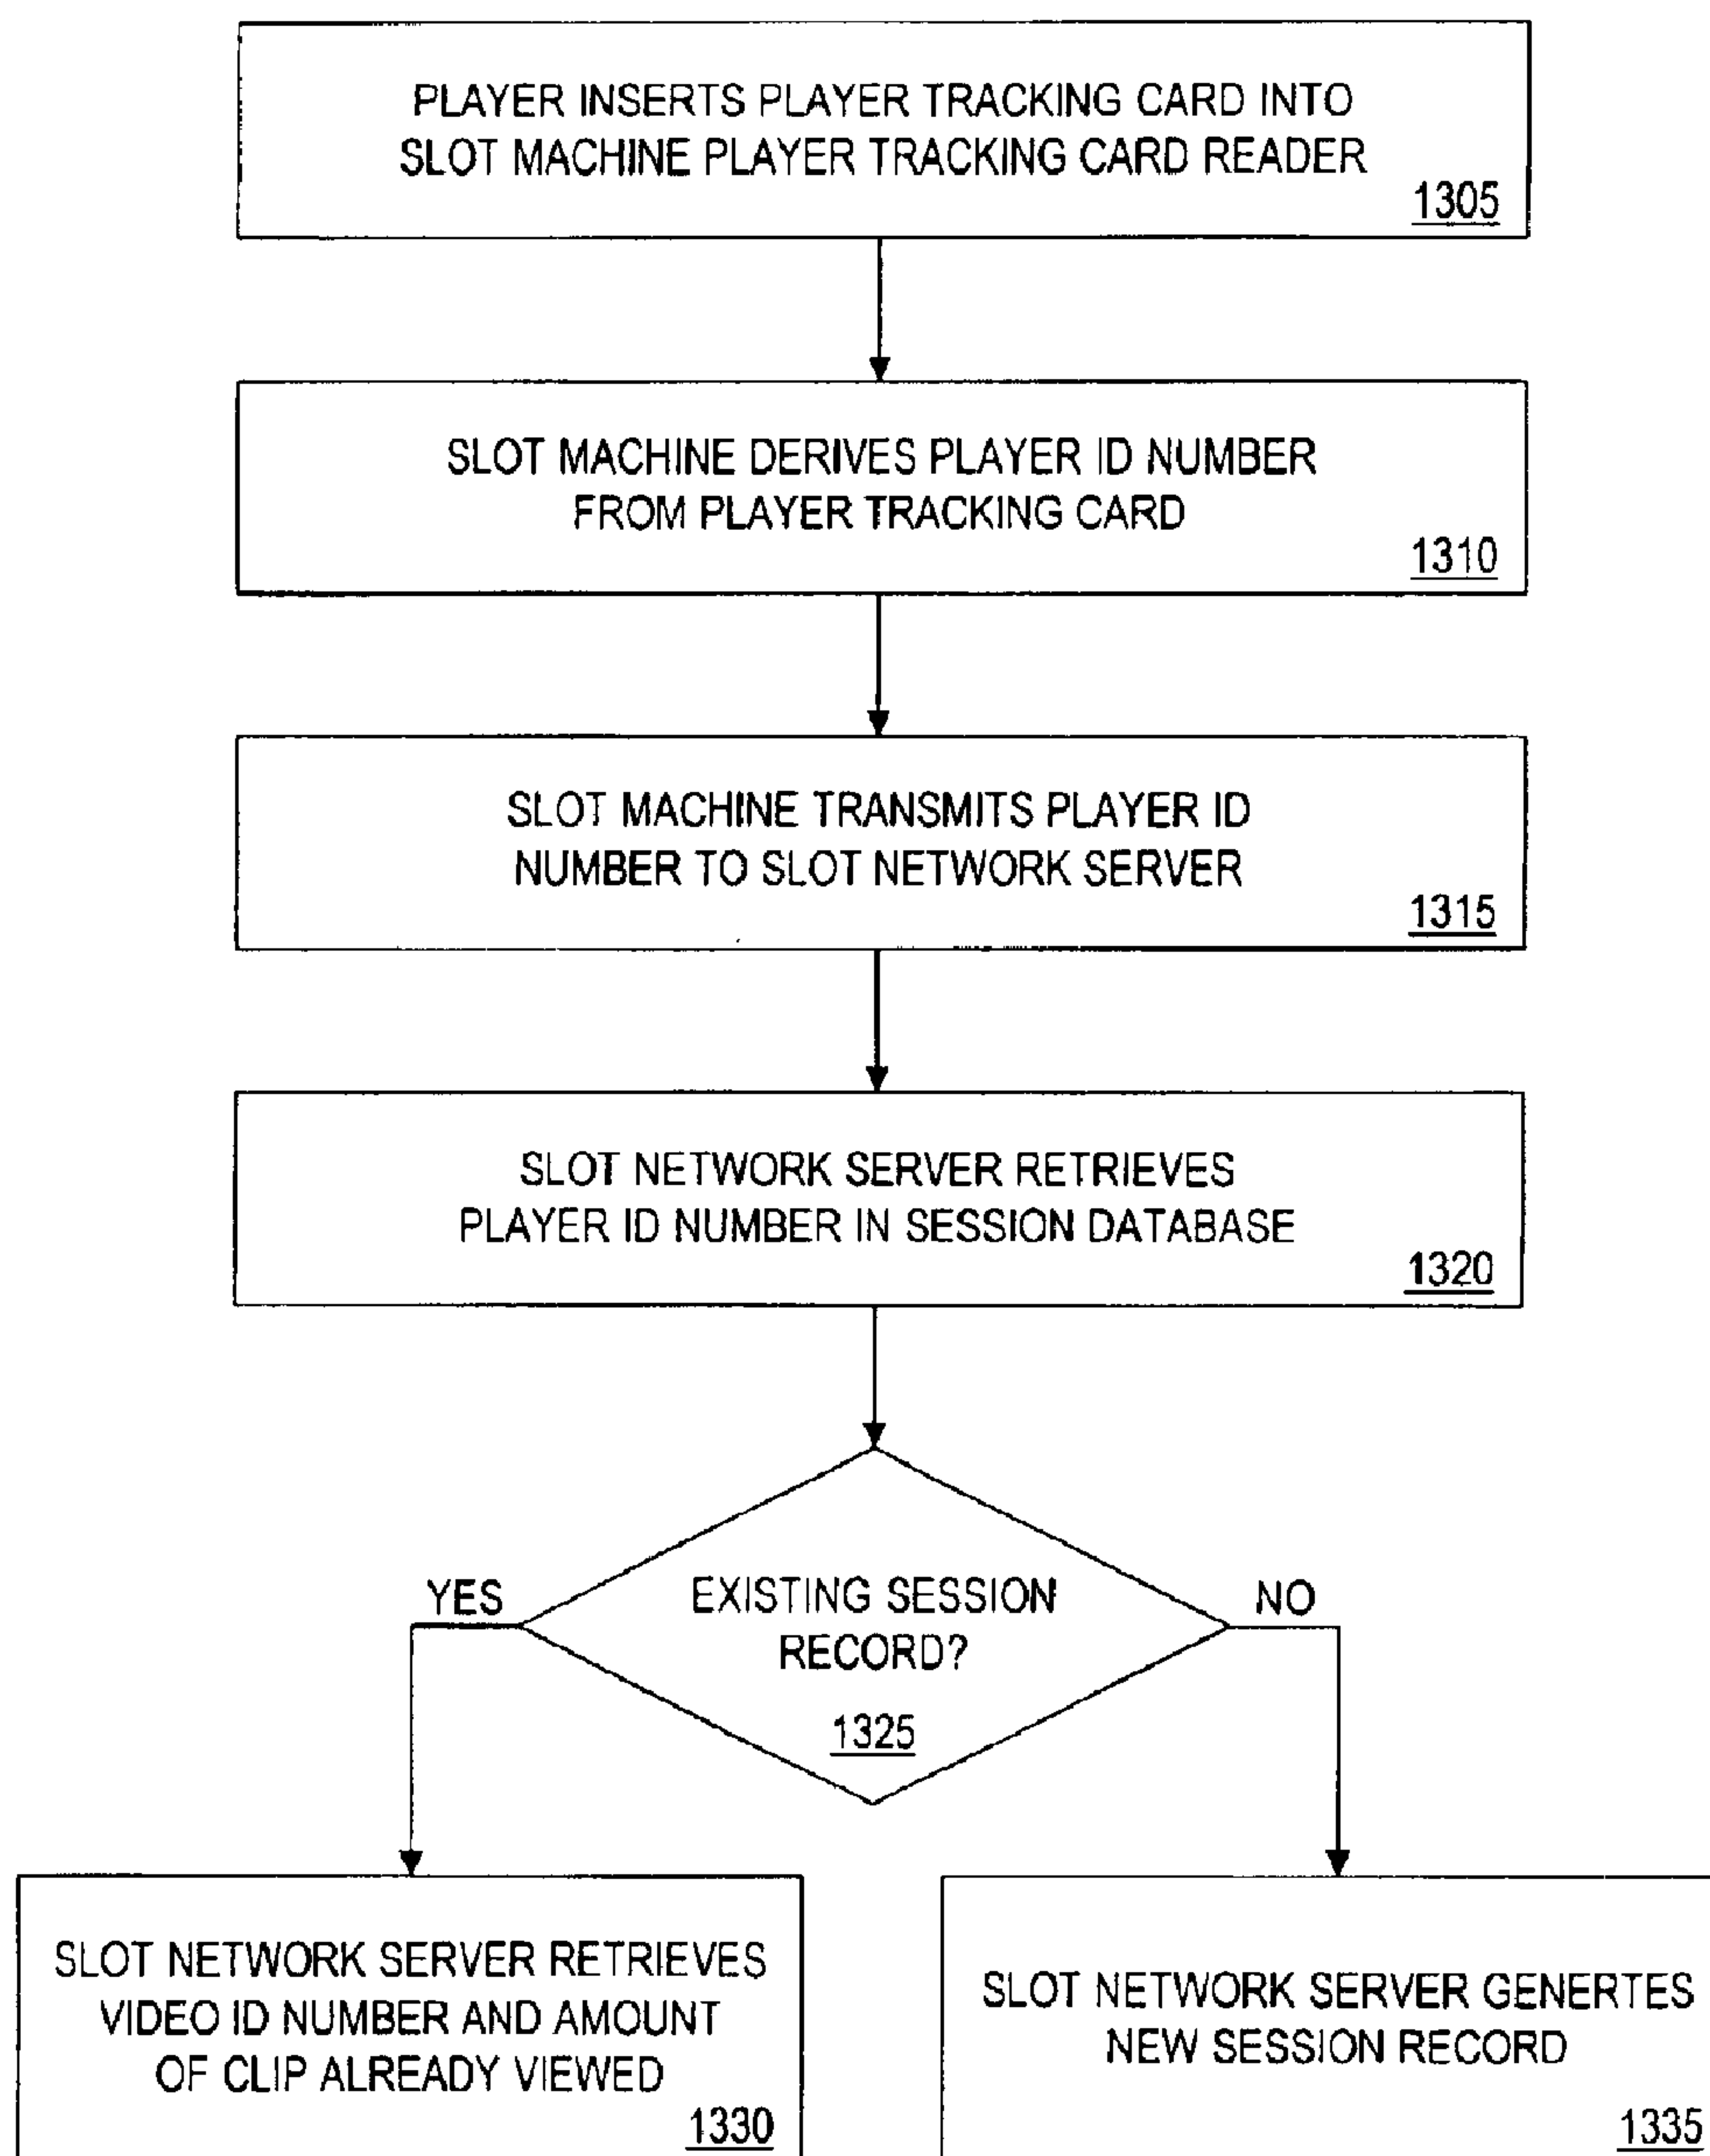 PLAYER INSERTS PLAYER TRACKING CARD INTO
SLOT MACHINE PLAYER TRACKING CARD READER
1305
SLOT MACHINE DERIVES PLAYER ID NUMBER
FROM PLAYER TRACKING CARD
1310
SLOT MACHINE TRANSMITS PLAYER ID
NUMBER TO SLOT NETWORK SERVER
1315
SLOT NETWORK SERVER RETRIEVES
PLAYER ID NUMBER IN SESSION DATABASE
1320
YES
EXISTING SESSION
RECORD?
1325
NO
SLOT NETWORK SERVER RETRIEVES
VIDEO ID NUMBER AND AMOUNT
OF CLIP ALREADY VIEWED
1330
SLOT NETWORK SERVER GENERTES
NEW SESSION RECORD
1335